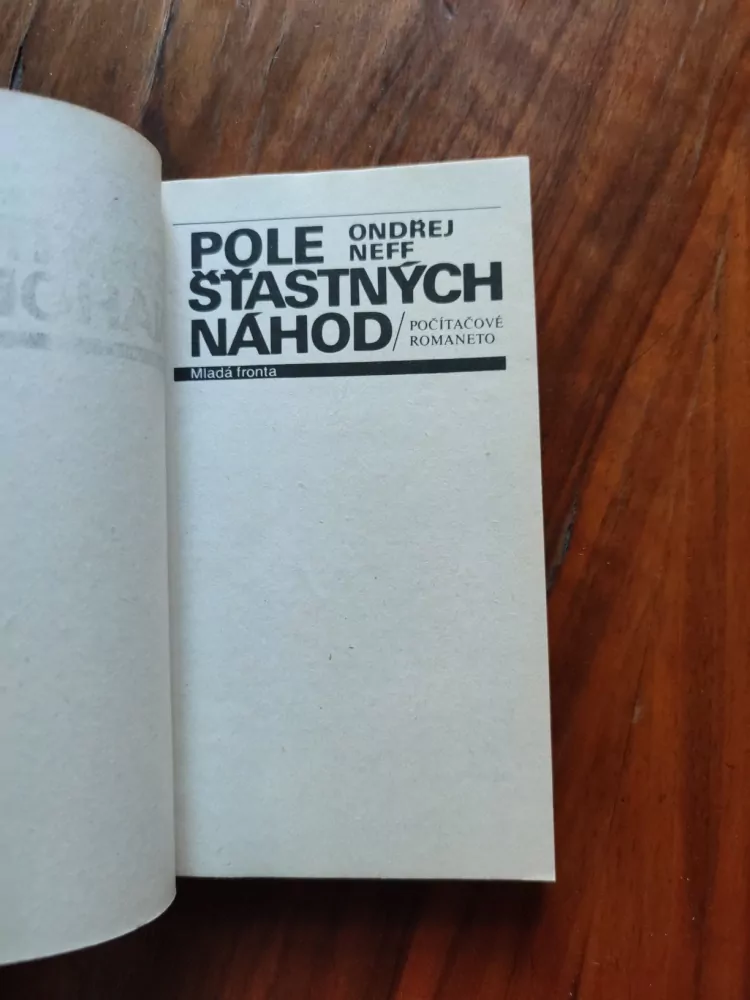 POLE ONDŘEJ NEFF
ŠŤASTNÝCH
NÁHOD / POČÍTAČOVÉ ROMANETO
Mladá fronta